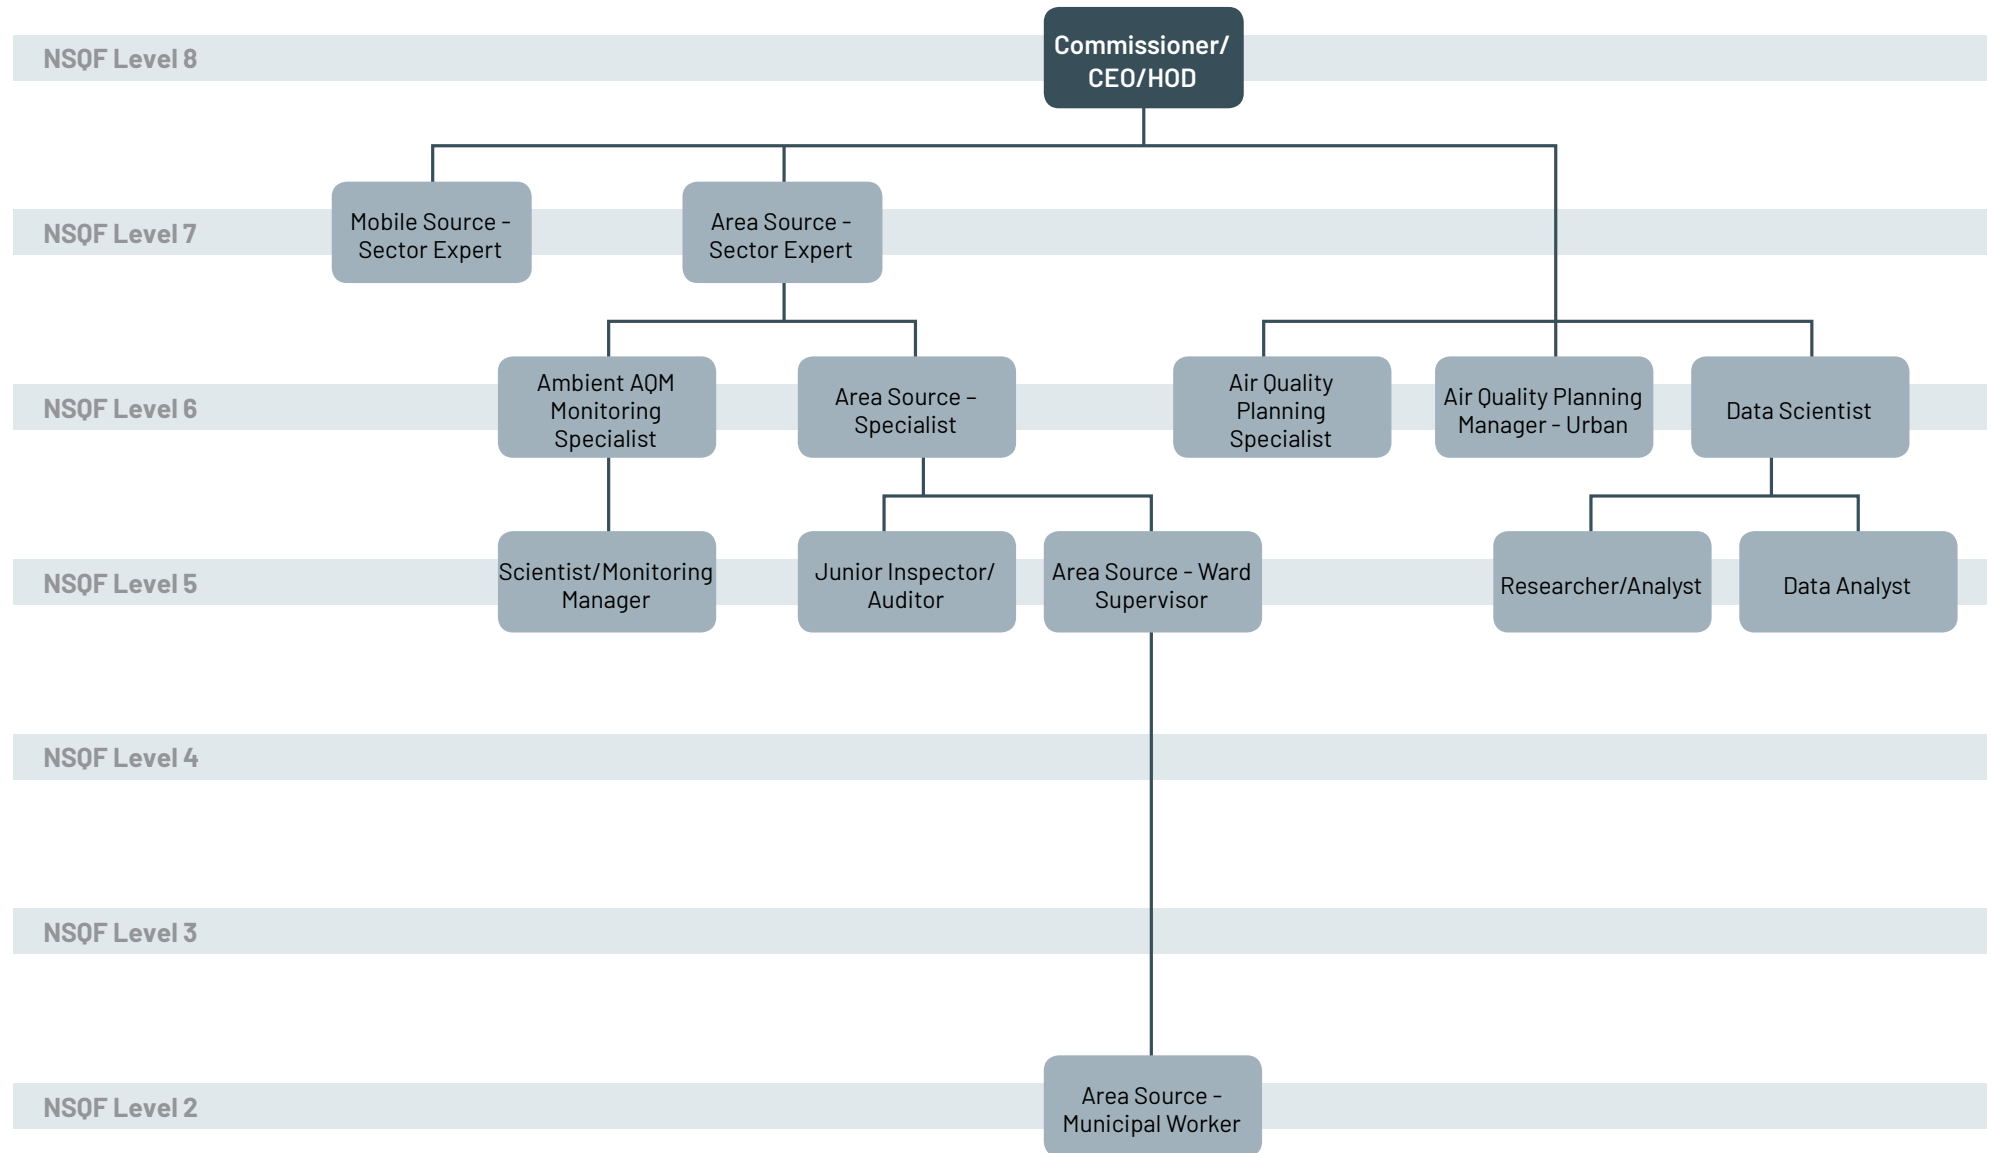 NSQF Level 8
Commissioner/
CEO/HOD
NSQF Level 7
Mobile Source -
Sector Expert
Area Source -
Sector Expert
NSQF Level 6
Ambient AQM
Monitoring
Specialist
Area Source –
Specialist
Air Quality
Planning
Specialist
Air Quality Planning
Manager - Urban
Data Scientist
NSQF Level 5
Scientist/Monitoring
Manager
Junior Inspector/
Auditor
Area Source - Ward
Supervisor
Researcher/Analyst
Data Analyst
NSQF Level 4
NSQF Level 3
NSQF Level 2
Area Source -
Municipal Worker